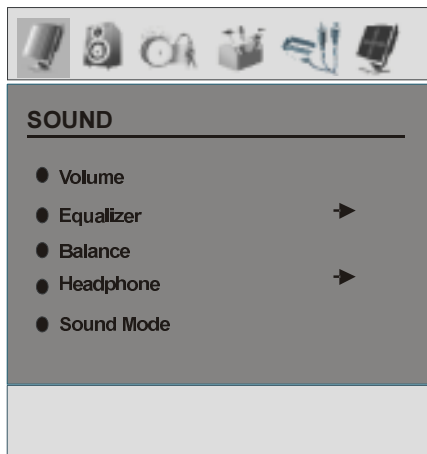 SOUND
Volume
Equalizer
Balance
Headphone
Sound Mode